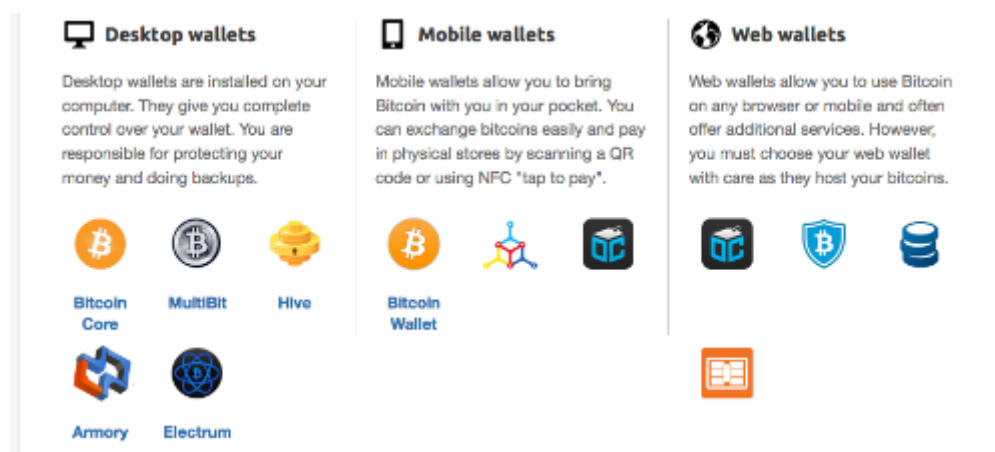 Desktop wallets
Desktop wallets are installed on your
computer. They give you complete
control over your wallet. You are
responsible for protecting your
money and doing backups.
Bitcoin
Core
MultiBit
Hive
Armory
Electrum
Mobile wallets
Mobile wallets allow you to bring
Bitcoin with you in your pocket. You
can exchange bitcoins easily and pay
in physical stores by scanning a QR
code or using NFC "tap to pay".
Bitcoin
Wallet
Web wallets
Web wallets allow you to use Bitcoin
on any browser or mobile and often
offer additional services. However,
you must choose your web wallet
with care as they host your bitcoins.